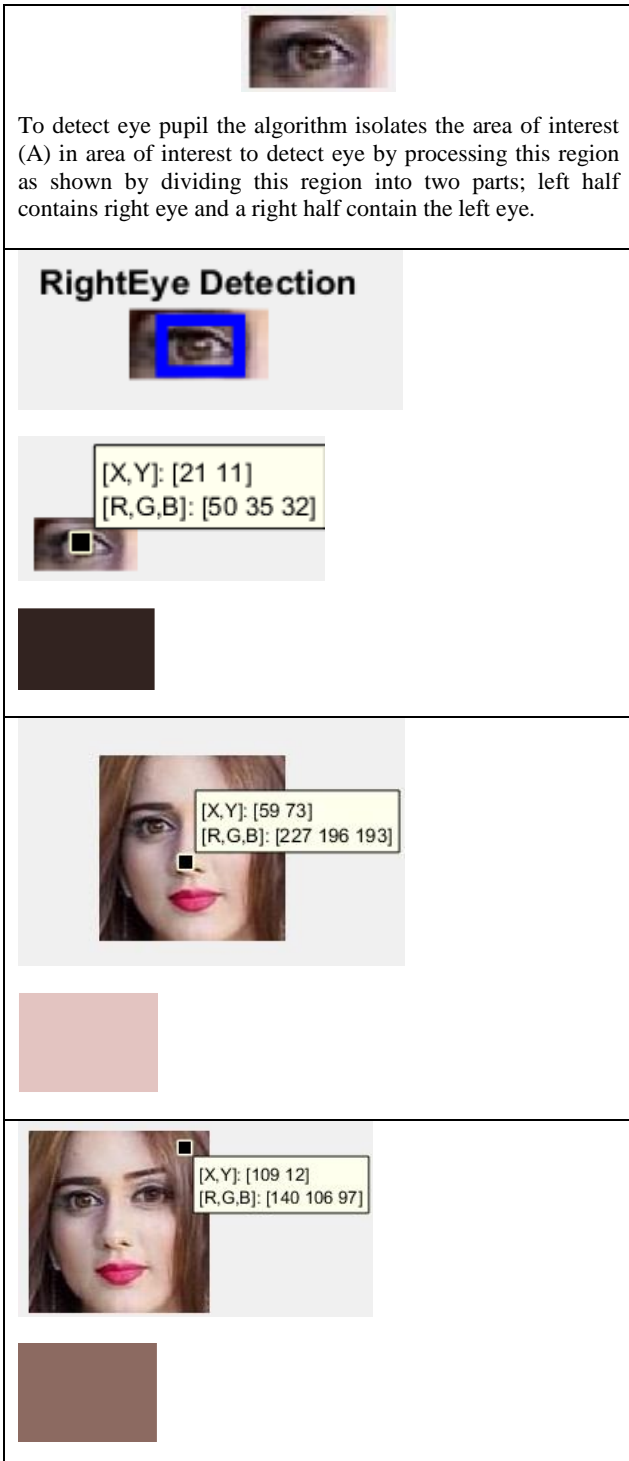 To detect eye pupil the algorithm isolates the area of interest
(A) in area of interest to detect eye by processing this region
as shown by dividing this region into two parts; left half
contains right eye and a right half contain the left eye.
RightEye Detection
[X,Y]: [21 11]
[R,G,B]: [50 35 32]
[X,Y]: [59 73]
[R,G,B]: [227 196 193]
[X,Y]: [109 12]
[R,G,B]: [140 106 97]